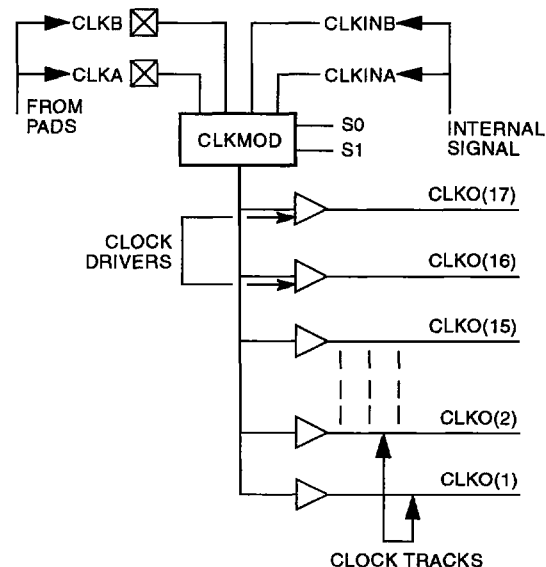 CLKB
CLKINB
CLKA
CLKINA
FROM
PADS
CLKMOD
S0
S1
INTERNAL
SIGNAL
CLKO(17)
CLOCK
DRIVERS
CLKO(16)
CLKO(15)
CLKO(2)
CLKO(1)
CLOCK TRACKS